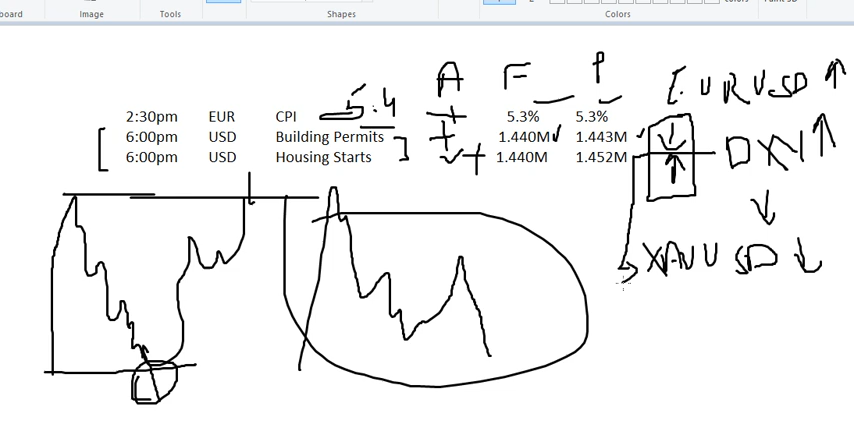 Image Tools Shapes Colors
5.4 A F P EURUSD
2:30pm EUR CPI 5.3% 5.3%
6:00pm USD Building Permits + 1.440M 1.443M
6:00pm USD Housing Starts + 1.440M 1.452M
DXY
XAUUSD